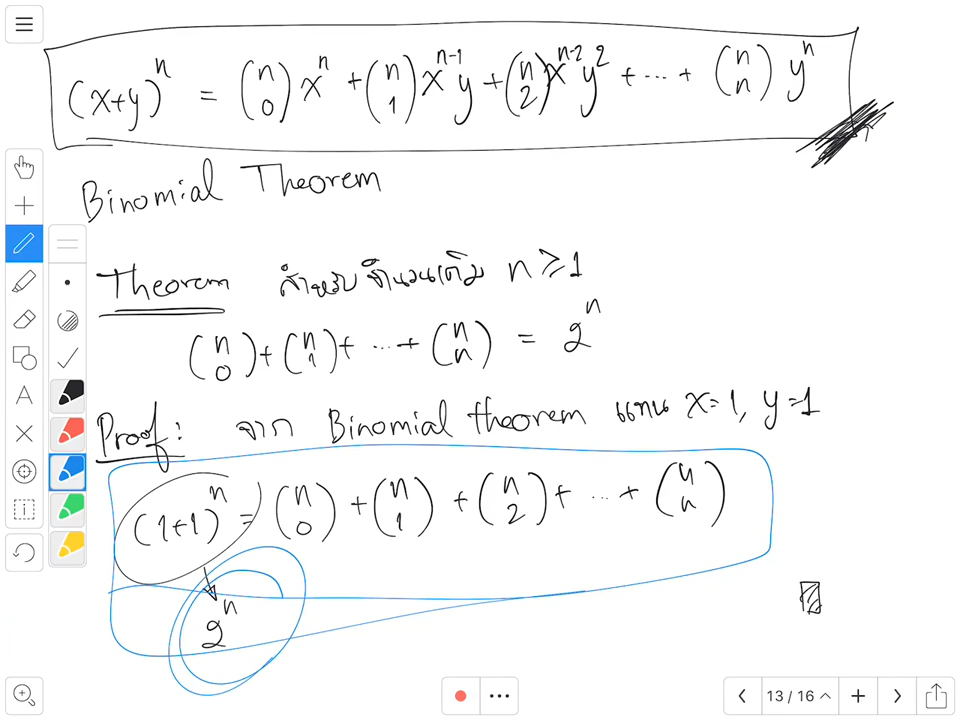 (x+y)^n = (n 0) x^n + (n 1) x^{n-1} y + (n 2) x^{n-2} y^2 + ... + (n n) y^n
Binomial Theorem
Theorem สำหรับ จำนวนเต็ม n ≥ 1
(n 0) + (n 1) + ... + (n n) = 2^n
Proof: จาก Binomial theorem แทน x=1, y=1
(1+1)^n = (n 0) + (n 1) + (n 2) + ... + (n n)
2^n
13 / 16